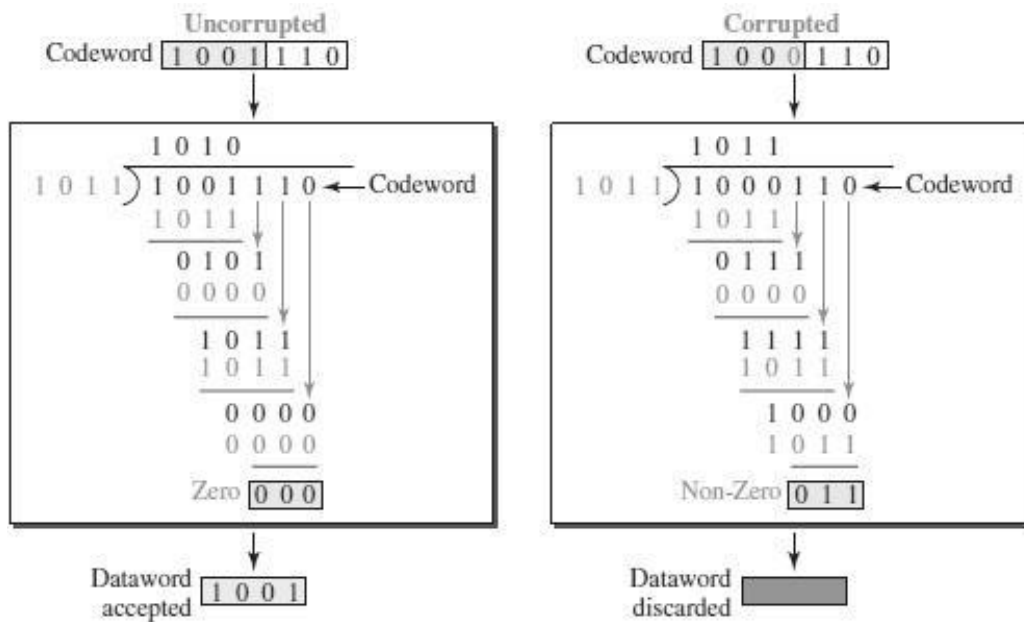 Uncorrupted
Codeword 1 0 0 1 1 1 0
1 0 1 0
1 0 1 1 1 0 0 1 1 1 0 Codeword
1 0 1 1
0 1 0 1
0 0 0 0
1 0 1 1
1 0 1 1
0 0 0 0
0 0 0 0
Zero 0 0 0
Dataword
accepted 1 0 0 1
Corrupted
Codeword 1 0 0 0 1 1 0
1 0 1 1
1 0 1 1 1 0 0 0 1 1 0 Codeword
1 0 1 1
0 1 1 1
0 0 0 0
1 1 1 1
1 0 1 1
1 0 0 0
1 0 1 1
Non-Zero 0 1 1
Dataword
discarded